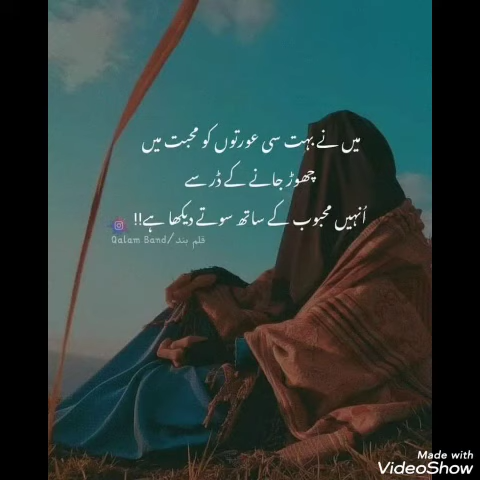 میں نے بہت سی عورتوں کو محبت میں
چھوڑ جانے کے ڈر سے
اُنہیں محبوب کے ساتھ سوتے دیکھا ہے!!
Qalam Band/قلم بند
Made with
VideoShow